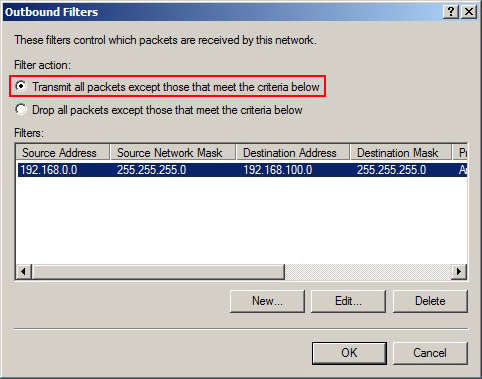 Outbound Filters
These filters control which packets are received by this network.
Filter action:
Transmit all packets except those that meet the criteria below
Drop all packets except those that meet the criteria below
Filters:
Source Address Source Network Mask Destination Address Destination Mask
192.168.0.0 255.255.255.0 192.168.100.0 255.255.255.0
New... Edit... Delete
OK Cancel